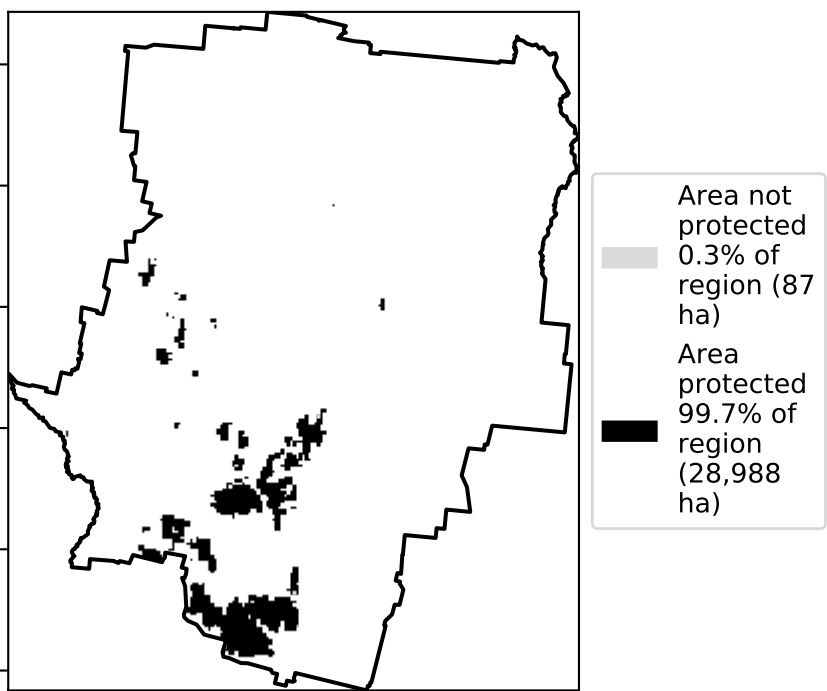 Area not
protected
0.3% of
region (87
ha)
Area
protected
99.7% of
region
(28,988
ha)